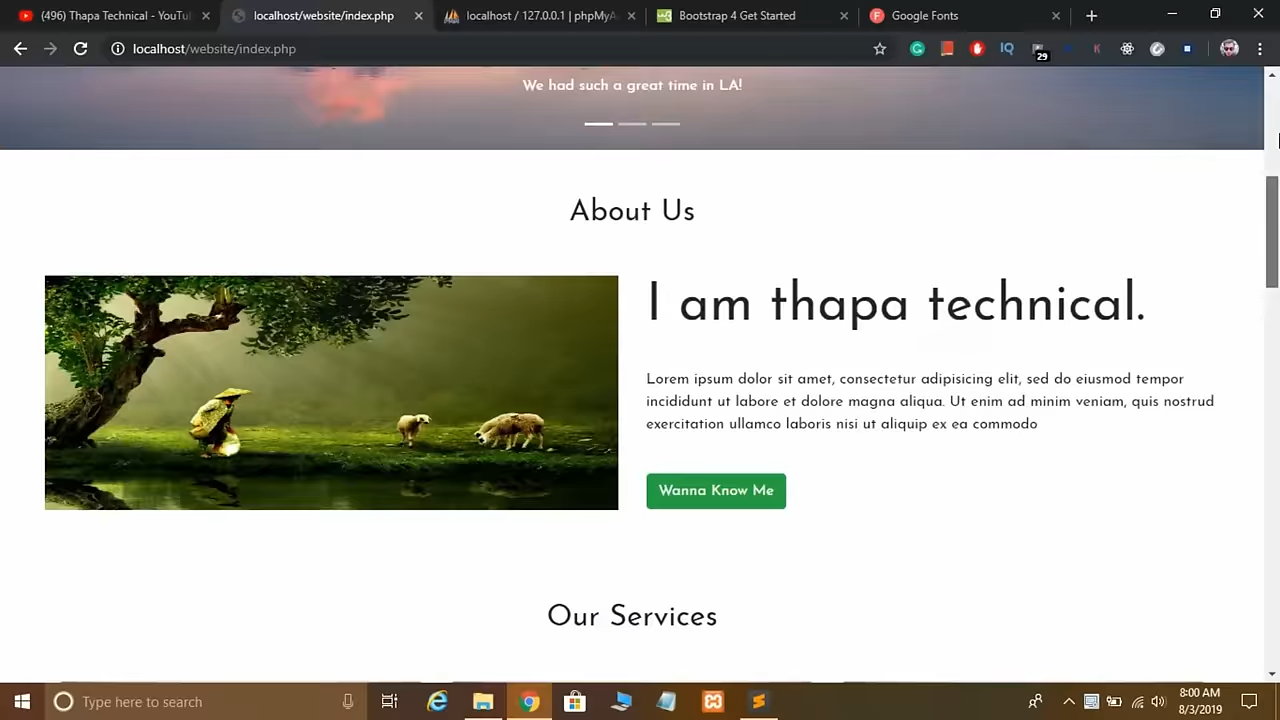 (496) Thapa Technical - YouTu
localhost/website/index.php
localhost / 127.0.0.1 | phpMyA
Bootstrap 4 Get Started
Google Fonts
localhost/website/index.php
IQ
29
K
We had such a great time in LA!
About Us
I am thapa technical.
Lorem ipsum dolor sit amet, consectetur adipisicing elit, sed do eiusmod tempor
incididunt ut labore et dolore magna aliqua. Ut enim ad minim veniam, quis nostrud
exercitation ullamco laboris nisi ut aliquip ex ea commodo
Wanna Know Me
Our Services
Type here to search
8:00 AM
8/3/2019